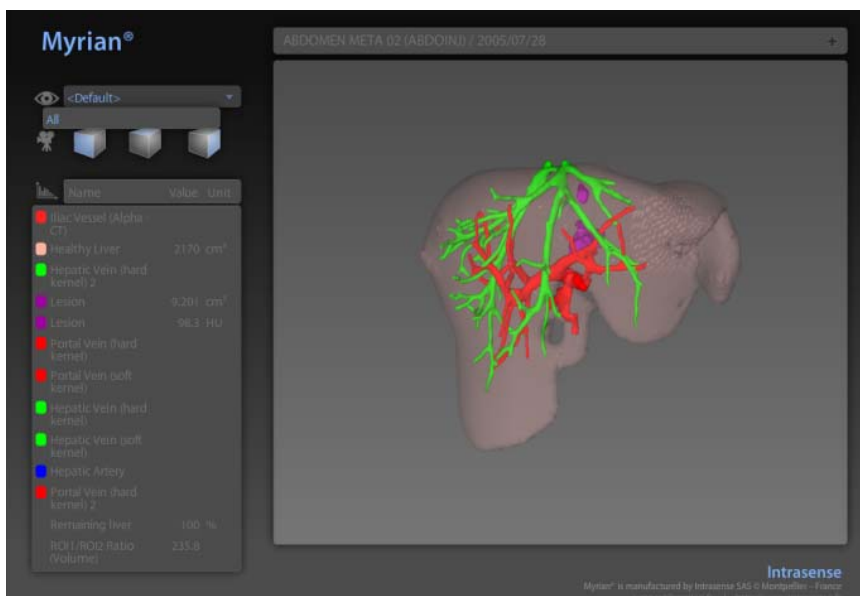 Myrian®
ABDOMEN META 02 (ABDOINJ) / 2005/07/28
+
<Default>
All
Name Value Unit
Iliac Vessel (Alpha
CT)
Healthy Liver 2170 cm³
Hepatic Vein (hard
kernel) 2
Lesion 9.201 cm³
Lesion 98.3 HU
Portal Vein (hard
kernel)
Portal Vein (soft
kernel)
Hepatic Vein (hard
kernel)
Hepatic Vein (soft
kernel)
Hepatic Artery
Portal Vein (hard
kernel) 2
Remaining liver 100 %
ROI1/ROI2 Ratio 235.8
(Volume)
Intrasense
Myrian® is manufactured by Intrasense SAS © Montpellier - France